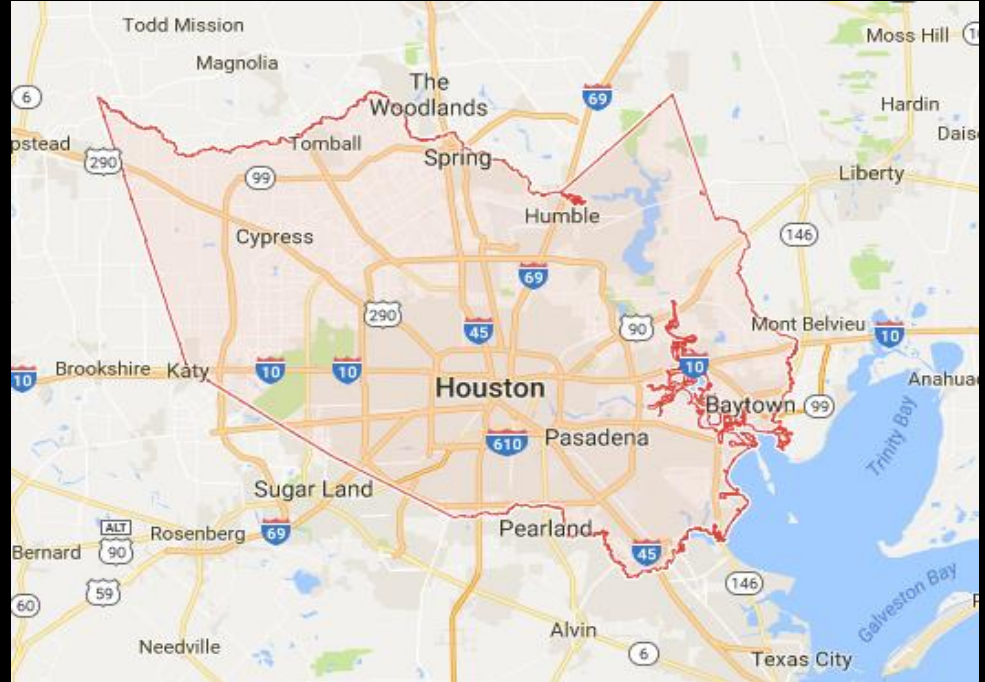 Todd Mission
Moss Hill
Magnolia
The
Woodlands
69
6
Hardin
Tomball
290
Spring
99
Liberty
Humble
146
Cypress
69
290
45
90
Mont Belvieu
10
Brookshire
Katy
10
10
10
10
Houston
Baytown
99
610
Pasadena
Trinity Bay
Sugar Land
ALT
90
Rosenberg
69
Pearland
45
Bernard
59
146
60
Galveston Bay
Alvin
Needville
6
Texas City